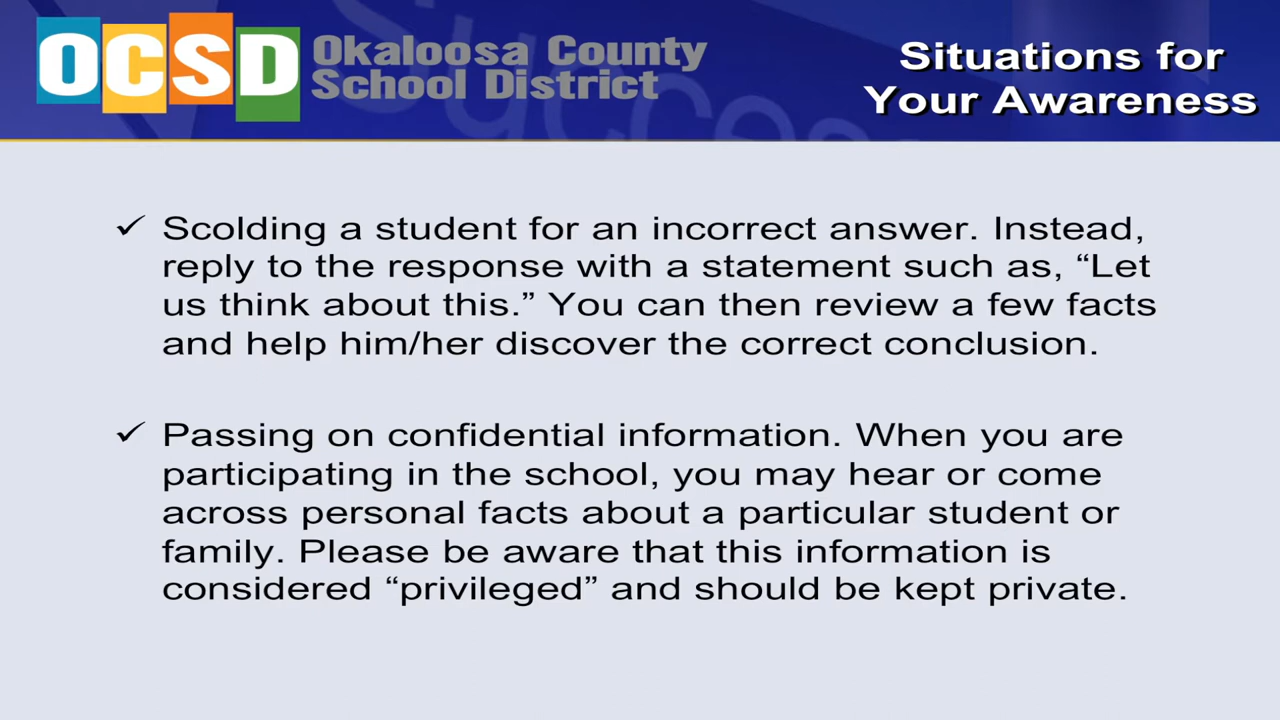 OCSD
Okaloosa County
School District
Situations for
Your Awareness
Success
✓ Scolding a student for an incorrect answer. Instead,
reply to the response with a statement such as, “Let
us think about this.” You can then review a few facts
and help him/her discover the correct conclusion.
✓ Passing on confidential information. When you are
participating in the school, you may hear or come
across personal facts about a particular student or
family. Please be aware that this information is
considered “privileged” and should be kept private.